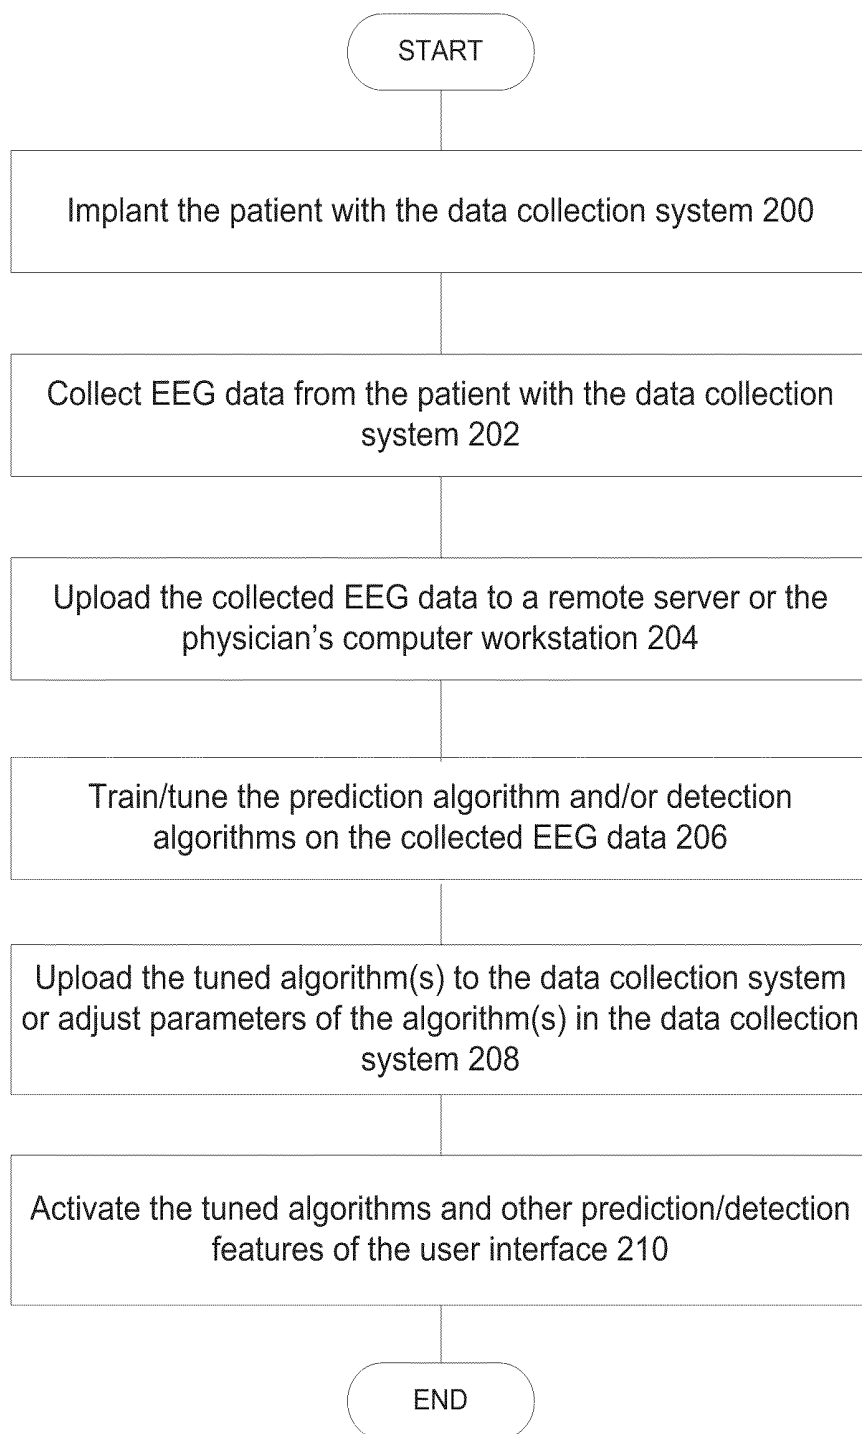 START
Implant the patient with the data collection system 200
Collect EEG data from the patient with the data collection
system 202
Upload the collected EEG data to a remote server or the
physician’s computer workstation 204
Train/tune the prediction algorithm and/or detection
algorithms on the collected EEG data 206
Upload the tuned algorithm(s) to the data collection system
or adjust parameters of the algorithm(s) in the data collection
system 208
Activate the tuned algorithms and other prediction/detection
features of the user interface 210
END